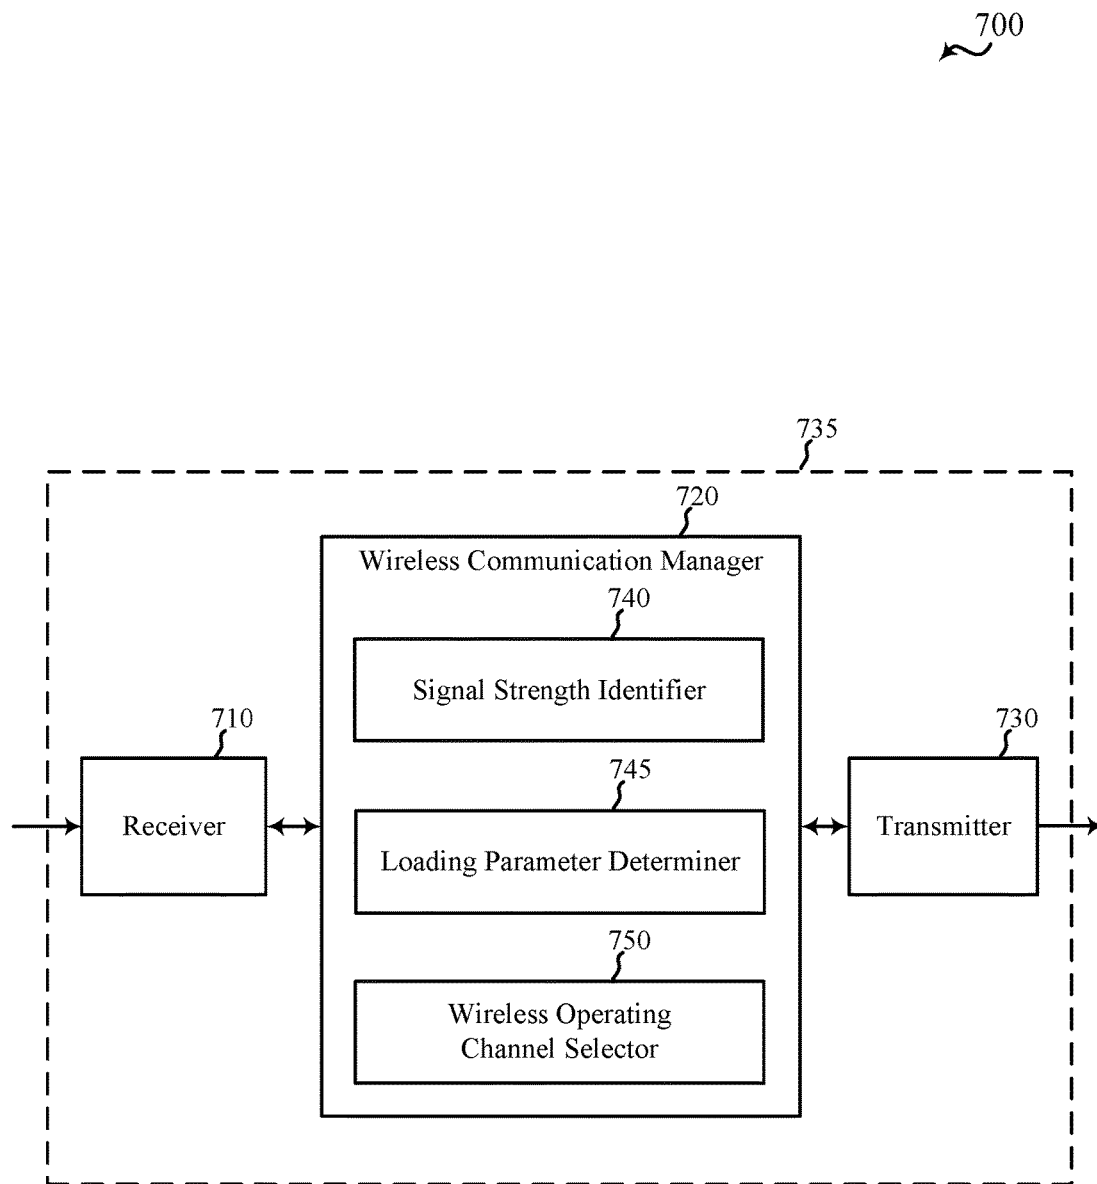 700
735
720
Wireless Communication Manager
740
Signal Strength Identifier
710
730
745
Receiver
Transmitter
Loading Parameter Determiner
750
Wireless Operating
Channel Selector